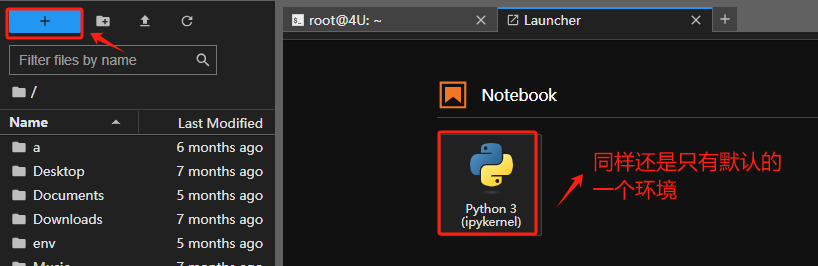 +
root@4U: ~
Launcher
+
Filter files by name
/
Name
Last Modified
a
6 months ago
Desktop
7 months ago
Documents
5 months ago
Downloads
7 months ago
env
5 months ago
Music
7 months ago
Notebook
Python 3
(ipykernel)
同样还是只有默认的
一个环境